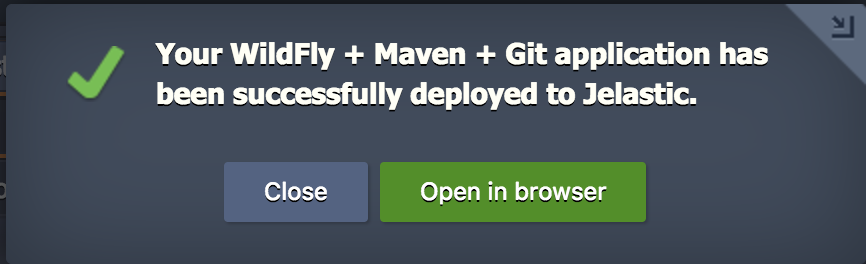 Your WildFly + Maven + Git application has
been successfully deployed to Jelastic.
Close
Open in browser